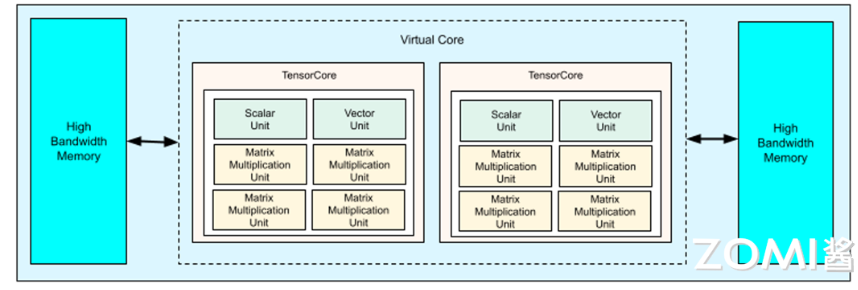 Virtual Core
High
Bandwidth
Memory
TensorCore
Scalar
Unit
Vector
Unit
Matrix
Multiplication
Unit
Matrix
Multiplication
Unit
Matrix
Multiplication
Unit
Matrix
Multiplication
Unit
TensorCore
Scalar
Unit
Vector
Unit
Matrix
Multiplication
Unit
Matrix
Multiplication
Unit
Matrix
Multiplication
Unit
Matrix
Multiplication
Unit
High
Bandwidth
Memory
ZOMI酱